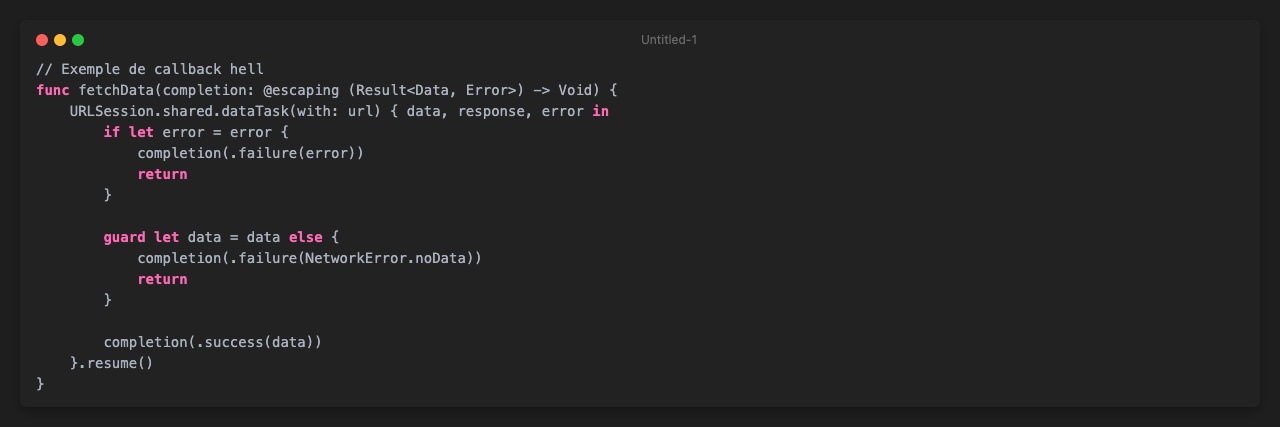 Untitled-1
// Exemple de callback hell
func fetchData(completion: @escaping (Result<Data, Error>) -> Void) {
    URLSession.shared.dataTask(with: url) { data, response, error in
        if let error = error {
            completion(.failure(error))
            return
        }

        guard let data = data else {
            completion(.failure(NetworkError.noData))
            return
        }

        completion(.success(data))
    }.resume()
}